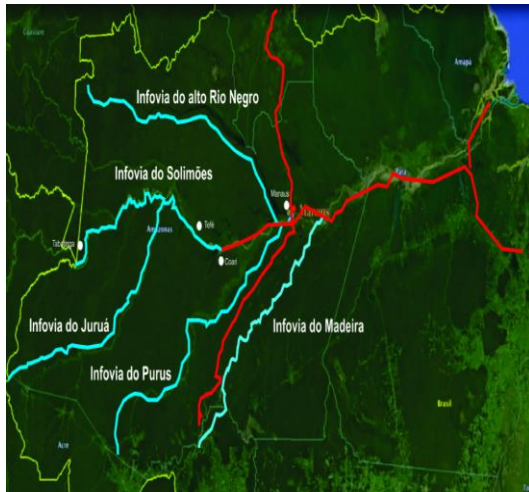 Amapá
Infovia do alto Rio Negro
Infovia do Solimões
Manaus
Tefé
Tabatinga
Amazonas
Coari
Infovia do Juruá
Infovia do Madeira
Infovia do Purus
Brasil
Acre